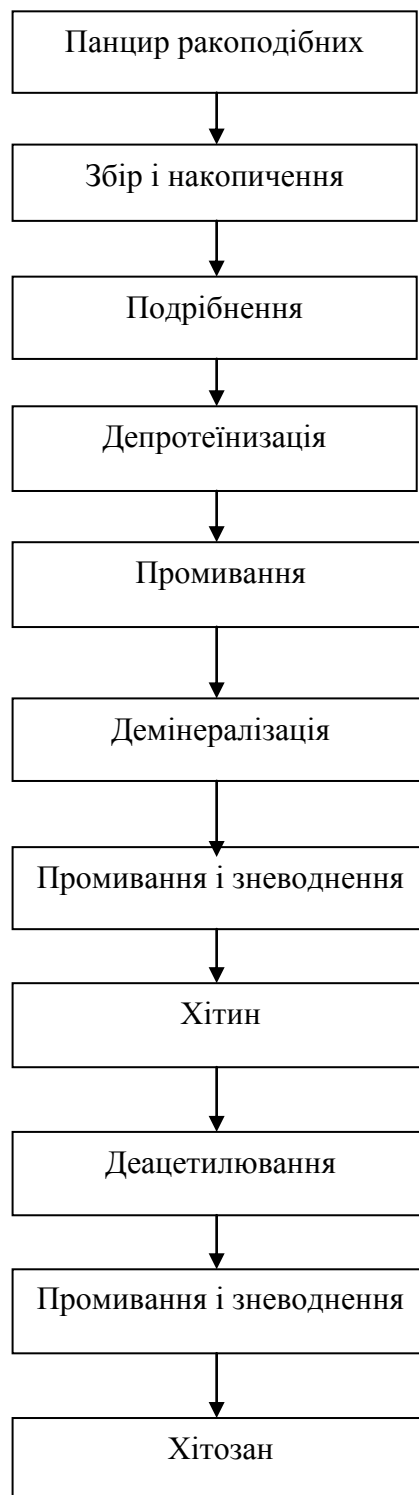 Панцир ракоподібних
Збір і накопичення
Подрібнення
Депротеїнизація
Промивання
Демінералізація
Промивання і зневоднення
Хітин
Деацетилювання
Промивання і зневоднення
Хітозан